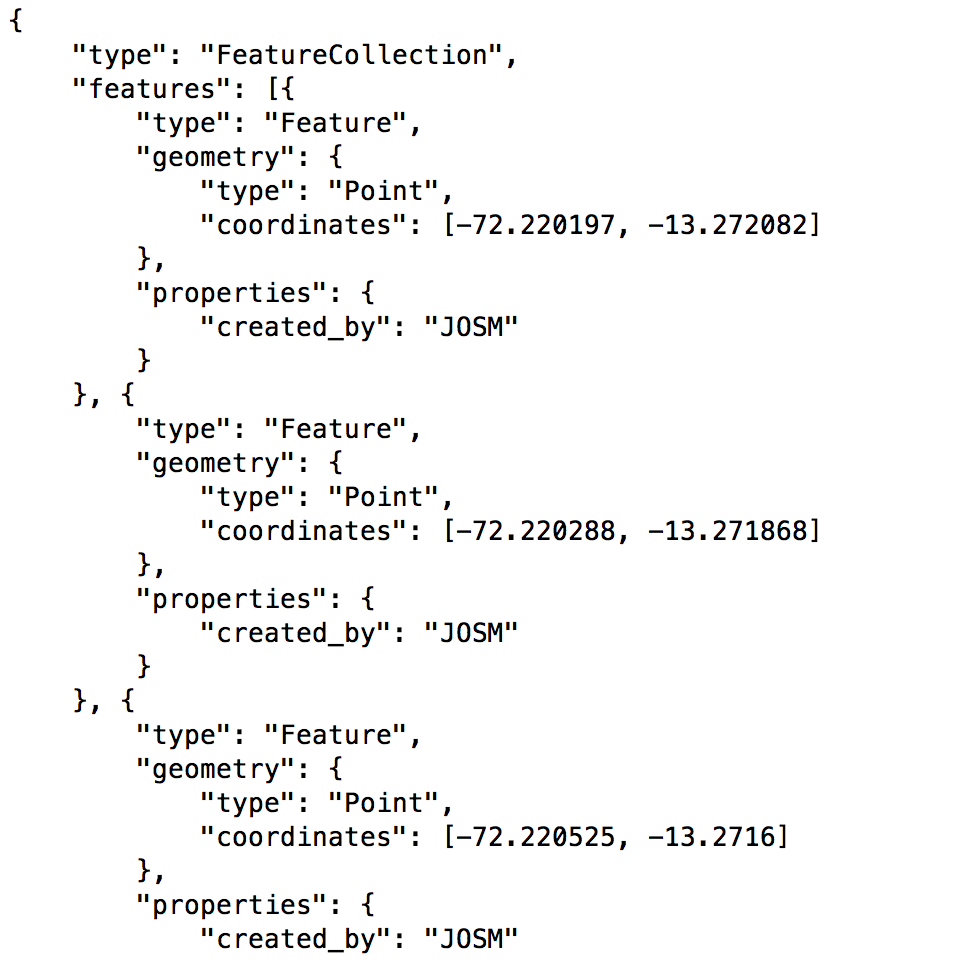 {
    "type": "FeatureCollection",
    "features": [{
        "type": "Feature",
        "geometry": {
            "type": "Point",
            "coordinates": [-72.220197, -13.272082]
        },
        "properties": {
            "created_by": "JOSM"
        }
    }, {
        "type": "Feature",
        "geometry": {
            "type": "Point",
            "coordinates": [-72.220288, -13.271868]
        },
        "properties": {
            "created_by": "JOSM"
        }
    }, {
        "type": "Feature",
        "geometry": {
            "type": "Point",
            "coordinates": [-72.220525, -13.2716]
        },
        "properties": {
            "created_by": "JOSM"